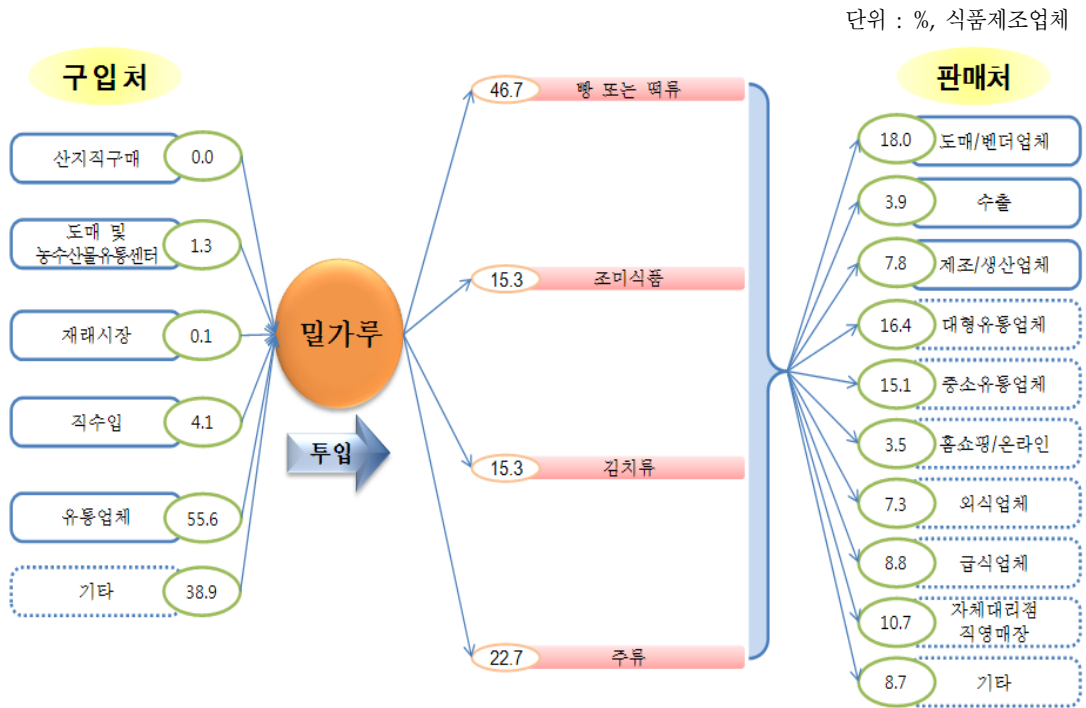 단위 : %, 식품제조업체
구입처
산지직구매 0.0
도매 및
농수산물유통센터 1.3
재래시장 0.1
직수입 4.1
유통업체 55.6
기타 38.9
밀가루
투입
46.7 빵 또는 떡류
15.3 조미식품
15.3 김치류
22.7 주류
판매처
18.0 도매/벤더업체
3.9 수출
7.8 제조/생산업체
16.4 대형유통업체
15.1 중소유통업체
3.5 홈쇼핑/온라인
7.3 외식업체
8.8 급식업체
10.7 자체대리점
직영매장
8.7 기타